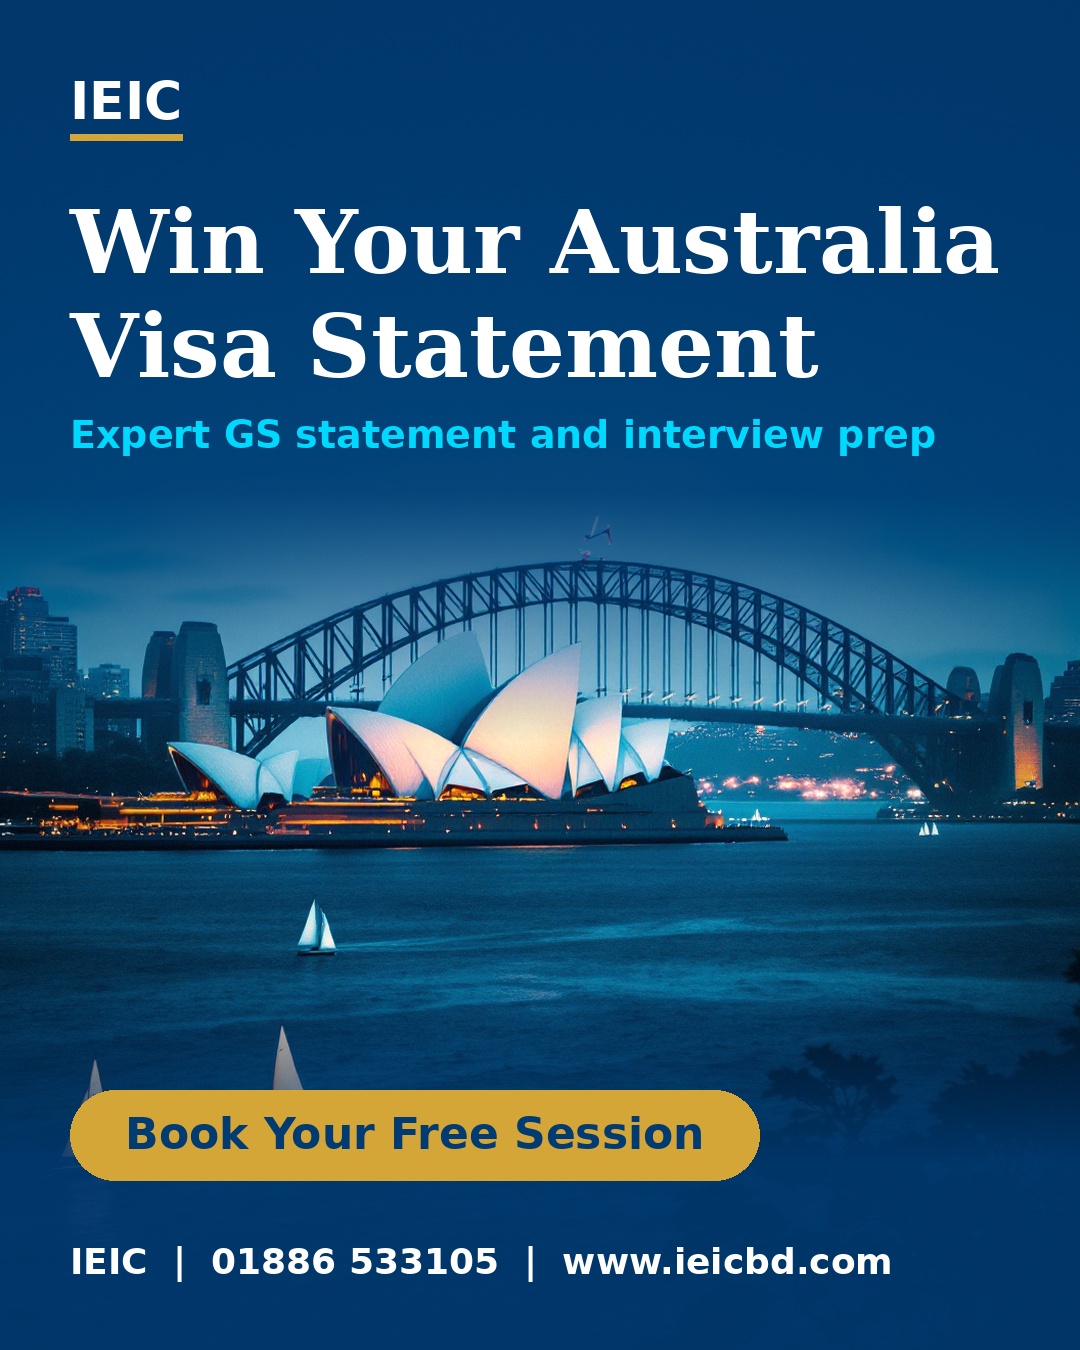 IEIC
Win Your Australia
Visa Statement
Expert GS statement and interview prep
Book Your Free Session
IEIC | 01886 533105 | www.ieicbd.com